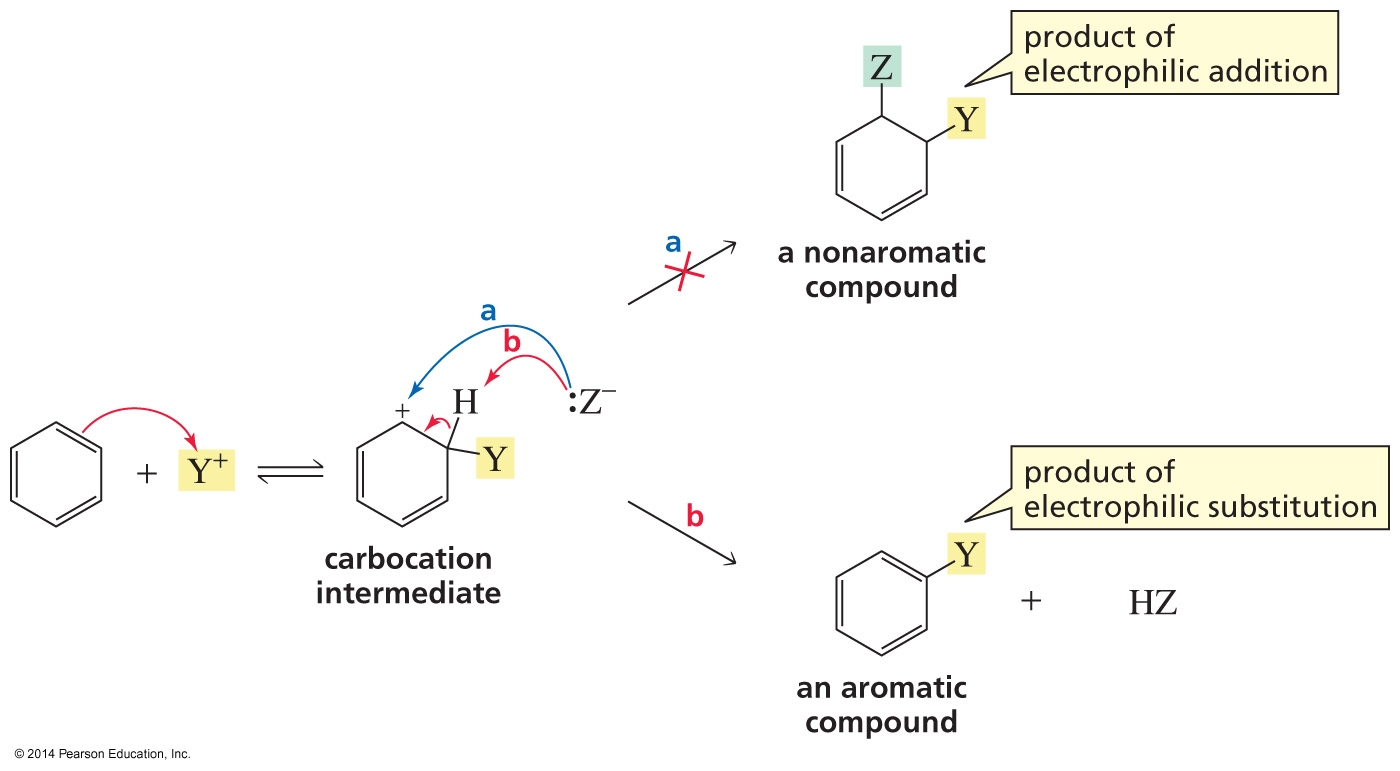 Z
product of
electrophilic addition
Y
a nonaromatic
compound
a
a
b
H
:Z−
+
Y
+ Y+
carbocation
intermediate
b
product of
electrophilic substitution
Y
+ HZ
an aromatic
compound
© 2014 Pearson Education, Inc.